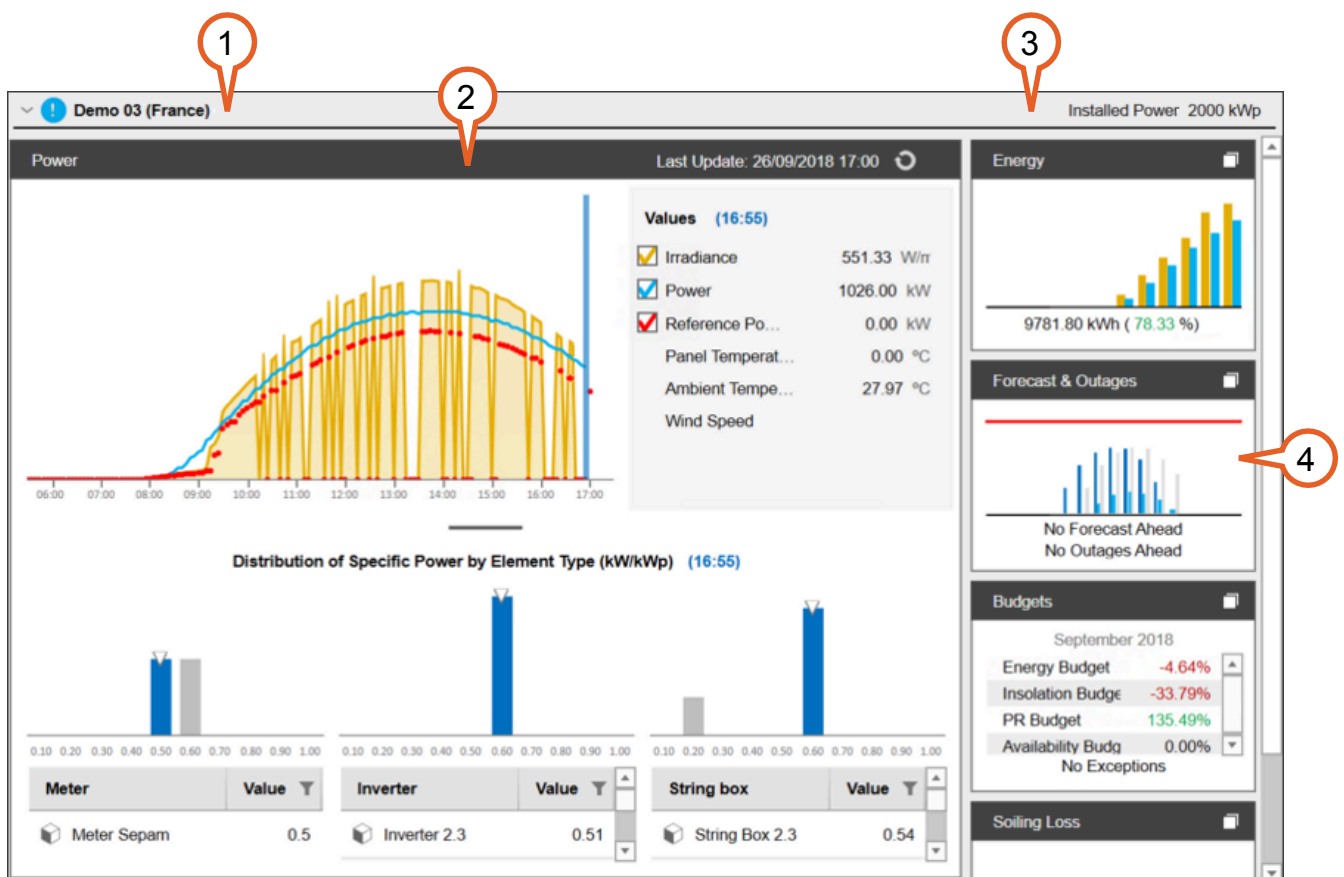 1
3
Demo 03 (France)
Installed Power 2000 kWp
2
Power
Last Update: 26/09/2018 17:00
Values (16:55)
Irradiance 551.33 W/m
Power 1026.00 kW
Reference Po... 0.00 kW
Panel Temperat... 0.00 ºC
Ambient Tempe... 27.97 ºC
Wind Speed
06:00 07:00 08:00 09:00 10:00 11:00 12:00 13:00 14:00 15:00 16:00 17:00
Distribution of Specific Power by Element Type (kW/kWp) (16:55)
0.10 0.20 0.30 0.40 0.50 0.60 0.70 0.80 0.90 1.00
0.10 0.20 0.30 0.40 0.50 0.60 0.70 0.80 0.90 1.00
0.10 0.20 0.30 0.40 0.50 0.60 0.70 0.80 0.90 1.00
Meter Value
Meter Sepam 0.5
Inverter Value
Inverter 2.3 0.51
String box Value
String Box 2.3 0.54
Energy
9781.80 kWh ( 78.33 %)
Forecast & Outages
4
No Forecast Ahead
No Outages Ahead
Budgets
September 2018
Energy Budget -4.64%
Insolation Budge -33.79%
PR Budget 135.49%
Availability Budg 0.00%
No Exceptions
Soiling Loss